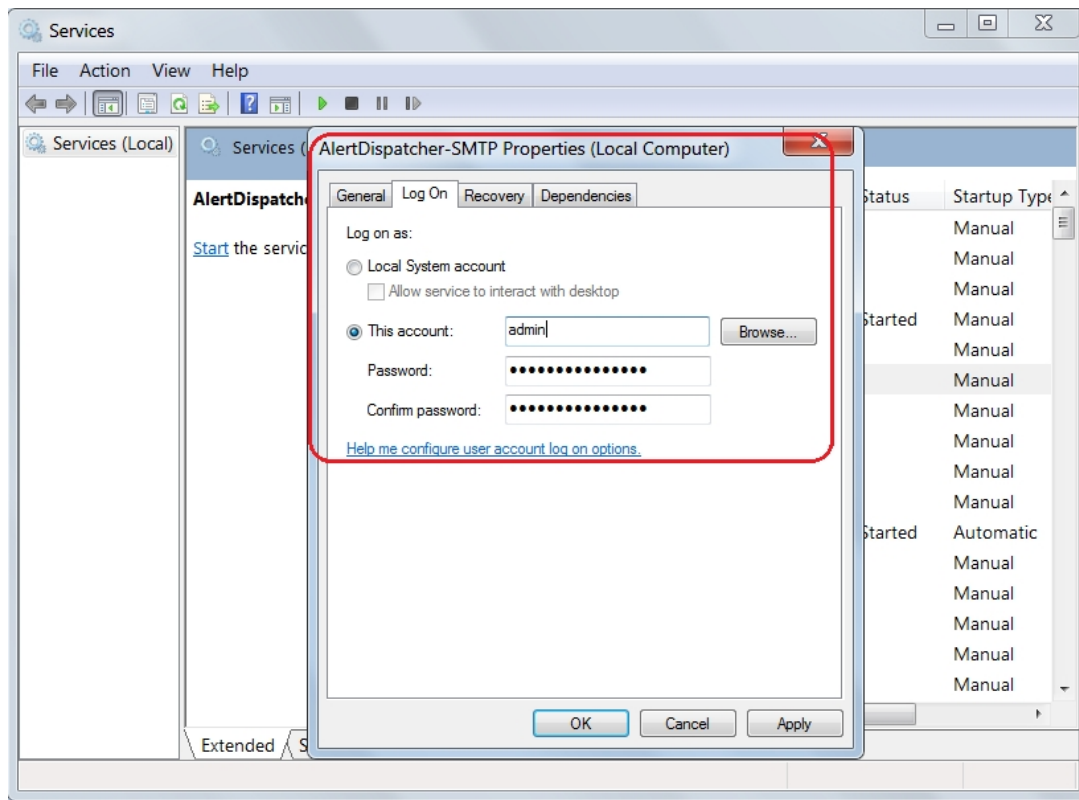 Services
File Action View Help
Services (Local)
Services (
AlertDispatcher-SMTP Properties (Local Computer)
AlertDispatch
Start the servic
General Log On Recovery Dependencies
Log on as:
Local System account
Allow service to interact with desktop
This account: admin Browse...
Password: •••••••••••••••
Confirm password: •••••••••••••••
Help me configure user account log on options.
OK Cancel Apply
Status Startup Type
Manual
Manual
Manual
Started Manual
Manual
Manual
Manual
Manual
Manual
Manual
Started Automatic
Manual
Manual
Manual
Manual
Manual
Extended S